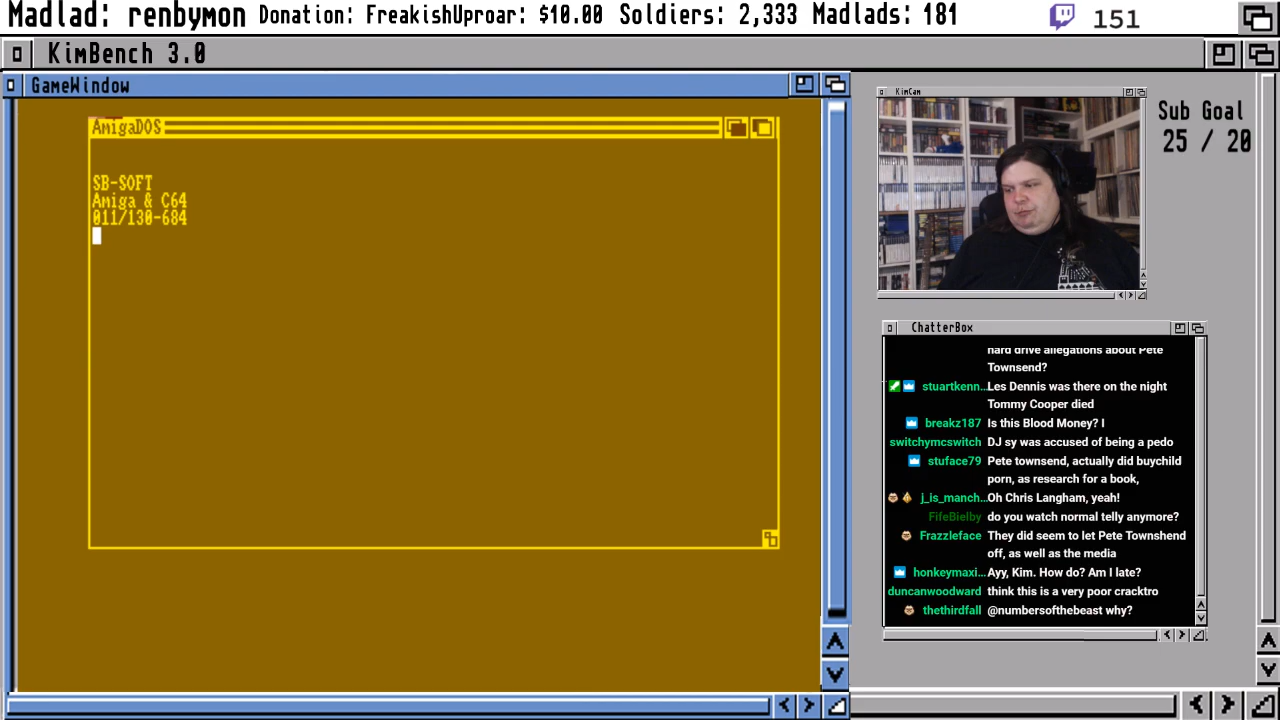 Madlad: renbymon Donation: FreakishUproar: $10.00 Soldiers: 2,333 Madlads: 181 151
KimBench 3.0
GameWindow
AmigaDOS
SB-SOFT
Amiga & C64
011/130-684
KimCam
Sub Goal
25 / 20
ChatterBox
hard drive allegations about Pete
Townsend?
stuartkenn... Les Dennis was there on the night
Tommy Cooper died
breakz187 Is this Blood Money? I
switchymcswitch DJ sy was accused of being a pedo
stuface79 Pete townsend, actually did buychild
porn, as research for a book,
j_is_manch... Oh Chris Langham, yeah!
FifeBielby do you watch normal telly anymore?
Frazzleface They did seem to let Pete Townshend
off, as well as the media
honkeymaxi... Ayy, Kim. How do? Am I late?
duncanwoodward think this is a very poor cracktro
thethirdfall @numbersofthebeast why?